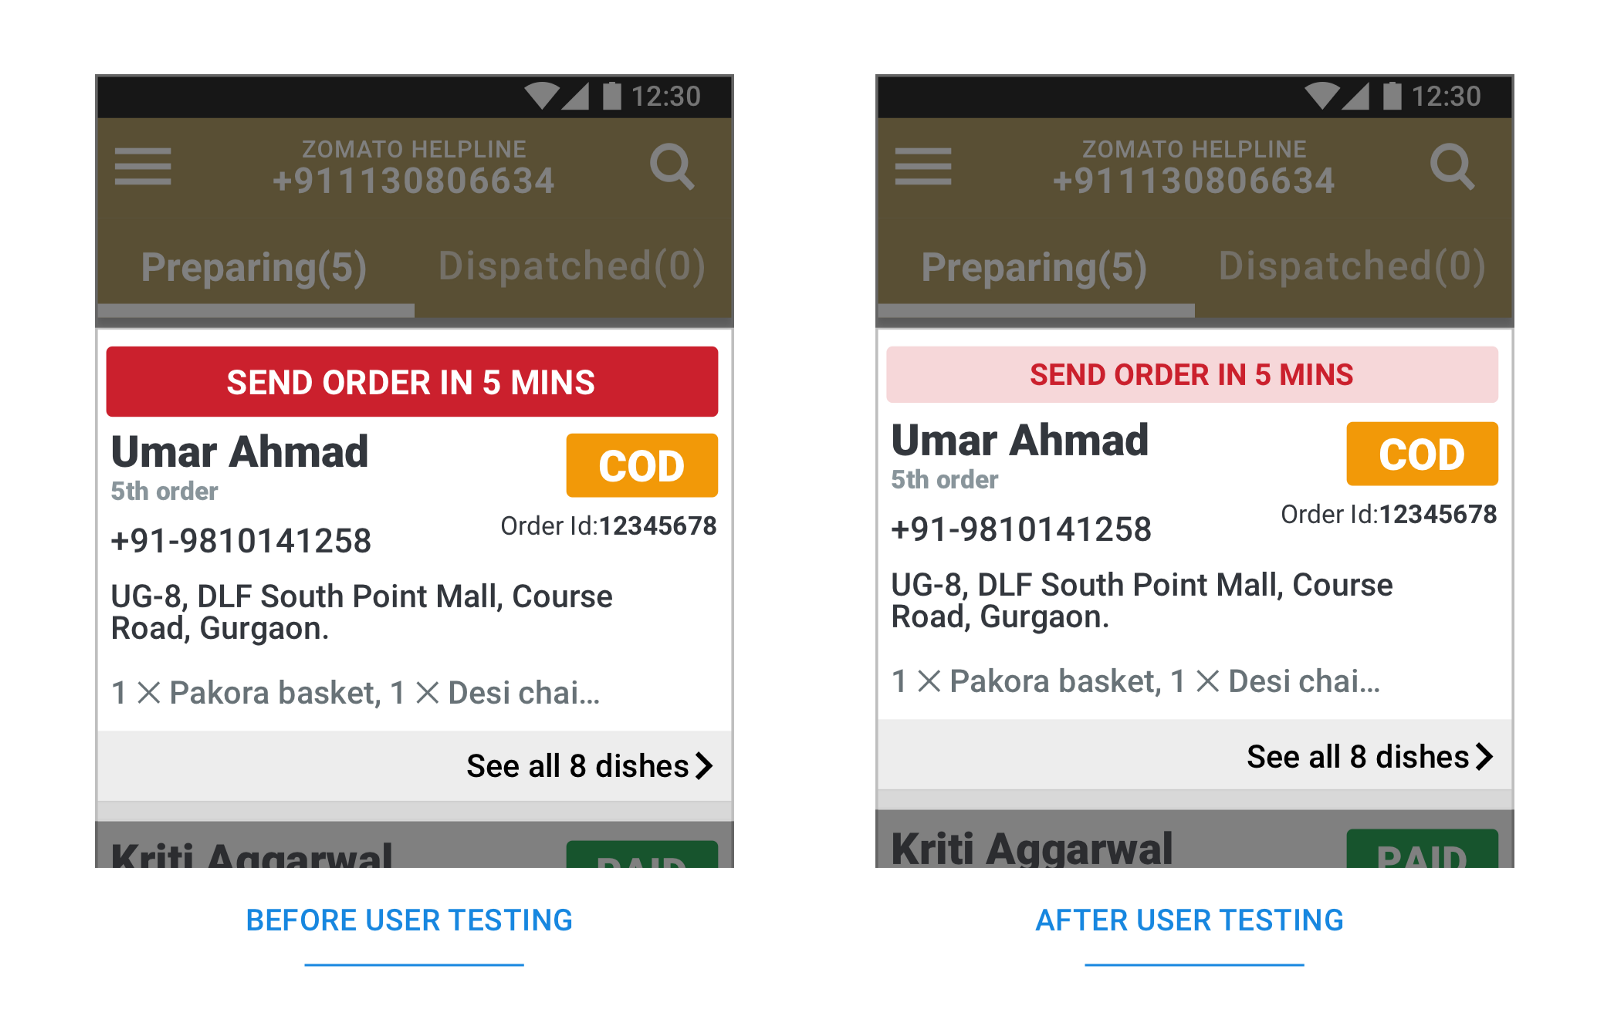 12:30
ZOMATO HELPLINE
+911130806634
Preparing(5) Dispatched(0)
SEND ORDER IN 5 MINS
Umar Ahmad
COD
5th order
Order Id:12345678
+91-9810141258
UG-8, DLF South Point Mall, Course
Road, Gurgaon.
1 × Pakora basket, 1 × Desi chai...
See all 8 dishes
Kriti Aggarwal
PAID
BEFORE USER TESTING
12:30
ZOMATO HELPLINE
+911130806634
Preparing(5) Dispatched(0)
SEND ORDER IN 5 MINS
Umar Ahmad
COD
5th order
Order Id:12345678
+91-9810141258
UG-8, DLF South Point Mall, Course
Road, Gurgaon.
1 × Pakora basket, 1 × Desi chai...
See all 8 dishes
Kriti Aggarwal
PAID
AFTER USER TESTING